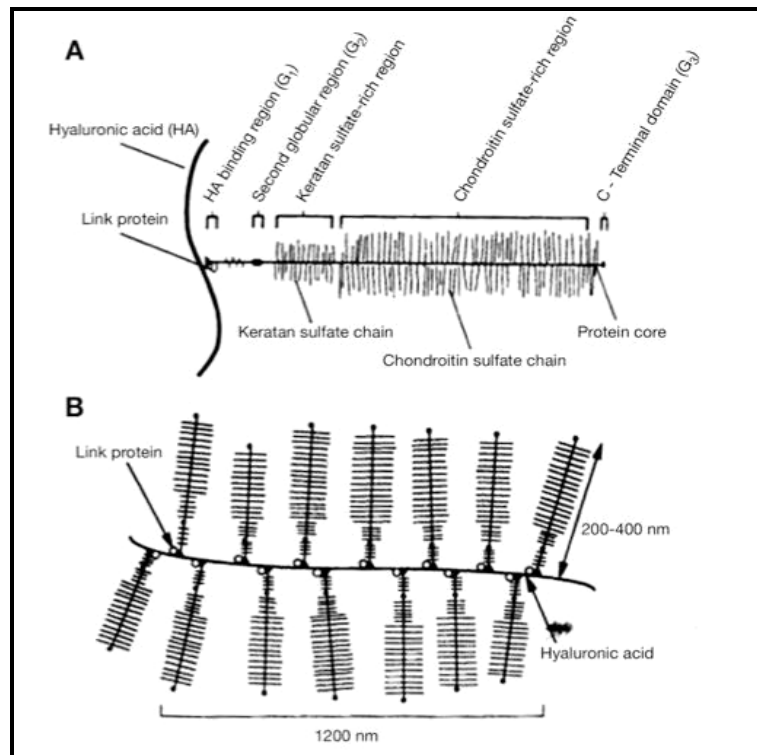 A
HA binding region (G1)
Second globular region (G2)
Keratan sulfate-rich region
Chondroitin sulfate-rich region
C - Terminal domain (G3)
Hyaluronic acid (HA)
Link protein
Keratan sulfate chain
Chondroitin sulfate chain
Protein core
B
Link protein
200-400 nm
Hyaluronic acid
1200 nm